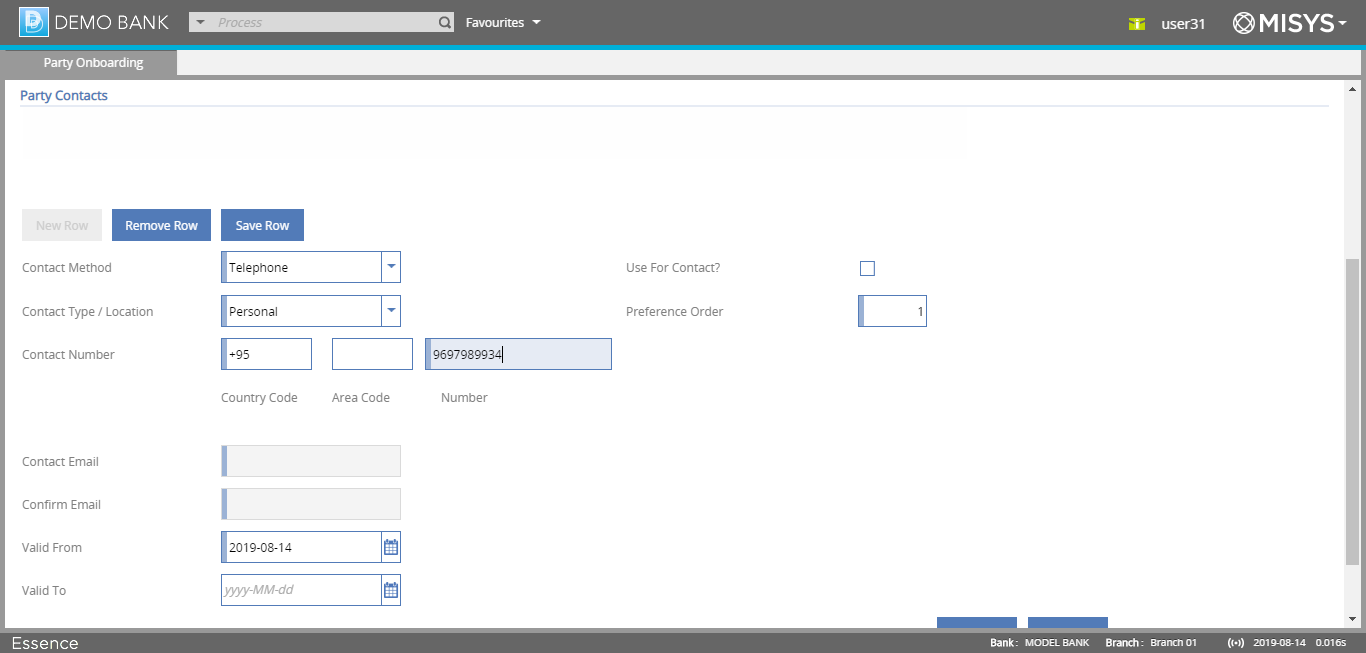 DEMO BANK Process Favourites user31 MISYS
Party Onboarding
Party Contacts
New Row Remove Row Save Row
Contact Method Telephone Use For Contact?
Contact Type / Location Personal Preference Order 1
Contact Number +95 9697989934
Country Code Area Code Number
Contact Email
Confirm Email
Valid From 2019-08-14
Valid To yyyy-MM-dd
Essence Bank : MODEL BANK Branch : Branch 01 2019-08-14 0.016s